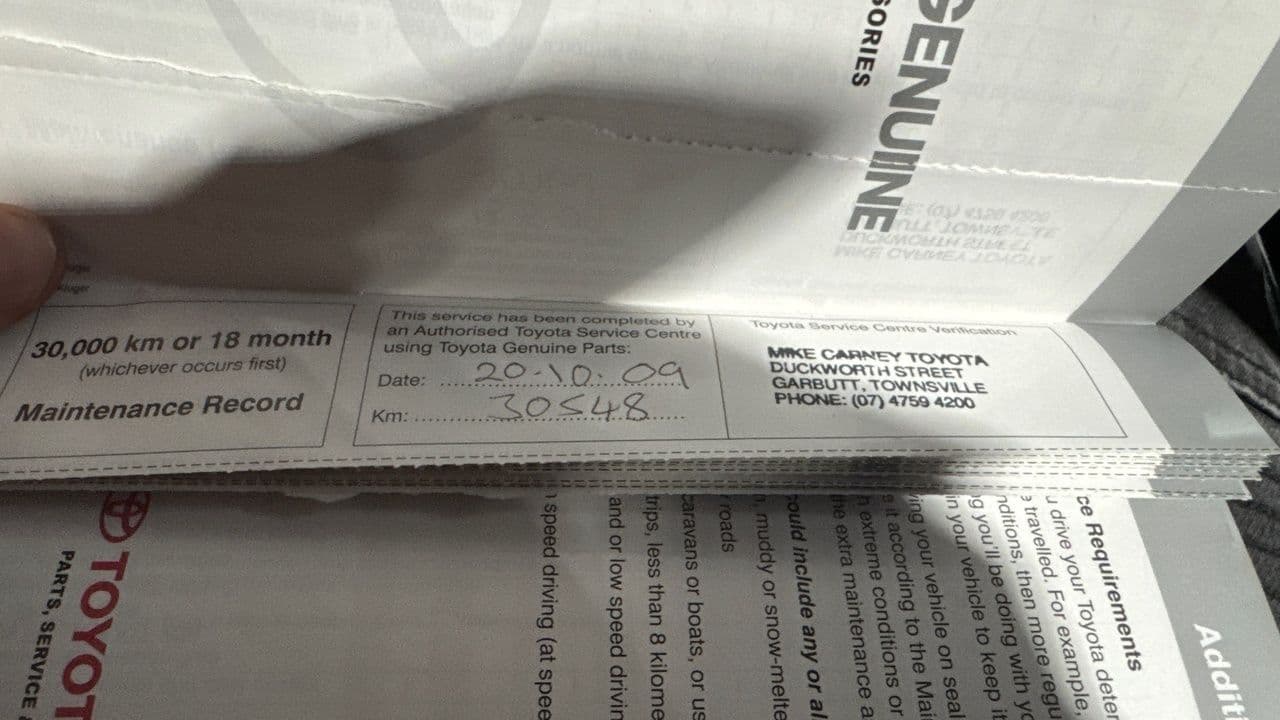 GENUINE
SORIES
30,000 km or 18 month
(whichever occurs first)
Maintenance Record
This service has been completed by
an Authorised Toyota Service Centre
using Toyota Genuine Parts:
Date: 20-10-09
Km: 30548
Toyota Service Centre Verification
MIKE CARNEY TOYOTA
DUCKWORTH STREET
GARBUTT, TOWNSVILLE
PHONE: (07) 4759 4200
Addit
ce Requirements
u drive your Toyota deter
e travelled. For example,
nditions, then more regu
g you'll be doing with yo
in your vehicle to keep it
ing your vehicle on seal
s it according to the Mai
n extreme conditions or
he extra maintenance a
ould include any or al
, muddy or snow-melte
roads
caravans or boats, or us
trips, less than 8 kilome
and or low speed drivin
speed driving (at spee
TOYOT
PARTS, SERVICE